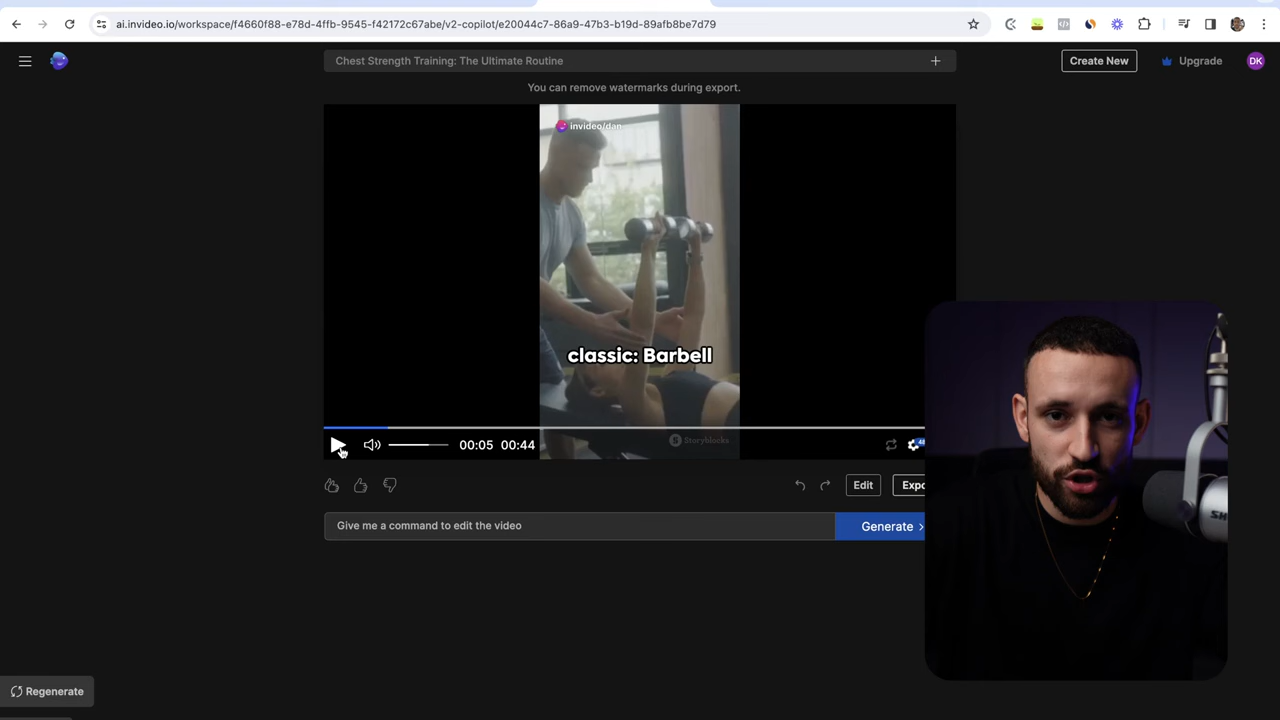 ai.invideo.io/workspace/f4660f88-e78d-4ffb-9545-f42172c67abe/v2-copilot/e20044c7-86a9-47b3-b19d-89afb8be7d79
Chest Strength Training: The Ultimate Routine
Create New
Upgrade
DK
You can remove watermarks during export.
invideo/dan
classic: Barbell
Storyblocks
00:05 00:44
Edit
Expo
Give me a command to edit the video
Generate
SH
Regenerate